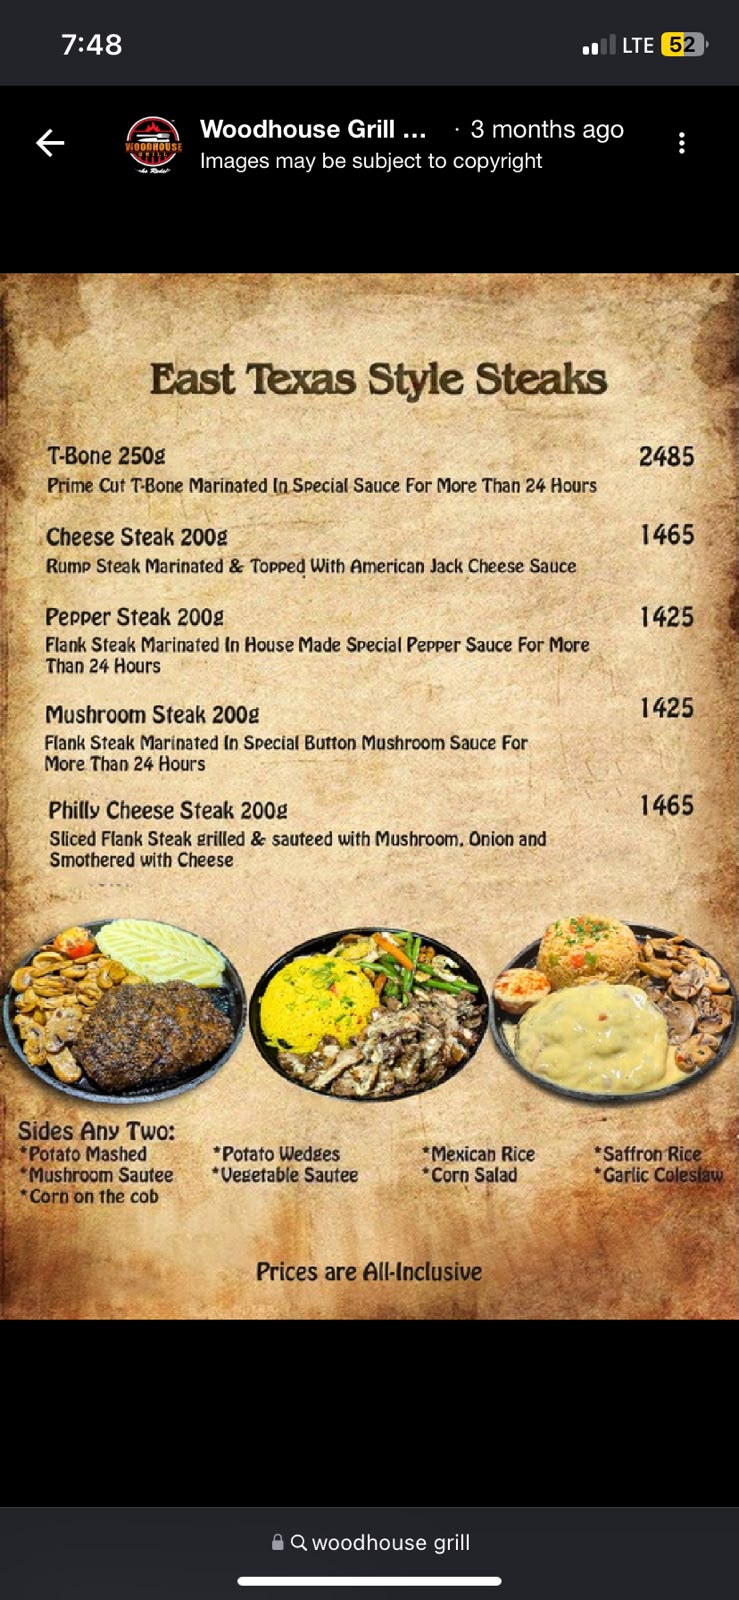 7:48
LTE 52
Woodhouse Grill ... · 3 months ago
Images may be subject to copyright
WOODHOUSE
GRILL
East Texas Style Steaks
T-Bone 250g 2485
Prime Cut T-Bone Marinated In Special Sauce For More Than 24 Hours
Cheese Steak 200g 1465
Rump Steak Marinated & Topped With American Jack Cheese Sauce
Pepper Steak 200g 1425
Flank Steak Marinated In House Made Special Pepper Sauce For More
Than 24 Hours
Mushroom Steak 200g 1425
Flank Steak Marinated In Special Button Mushroom Sauce For
More Than 24 Hours
Philly Cheese Steak 200g 1465
Sliced Flank Steak grilled & sauteed with Mushroom, Onion and
Smothered with Cheese
Sides Any Two:
*Potato Mashed *Potato Wedges *Mexican Rice *Saffron Rice
*Mushroom Sautee *Vegetable Sautee *Corn Salad *Garlic Coleslaw
*Corn on the cob
Prices are All-Inclusive
woodhouse grill